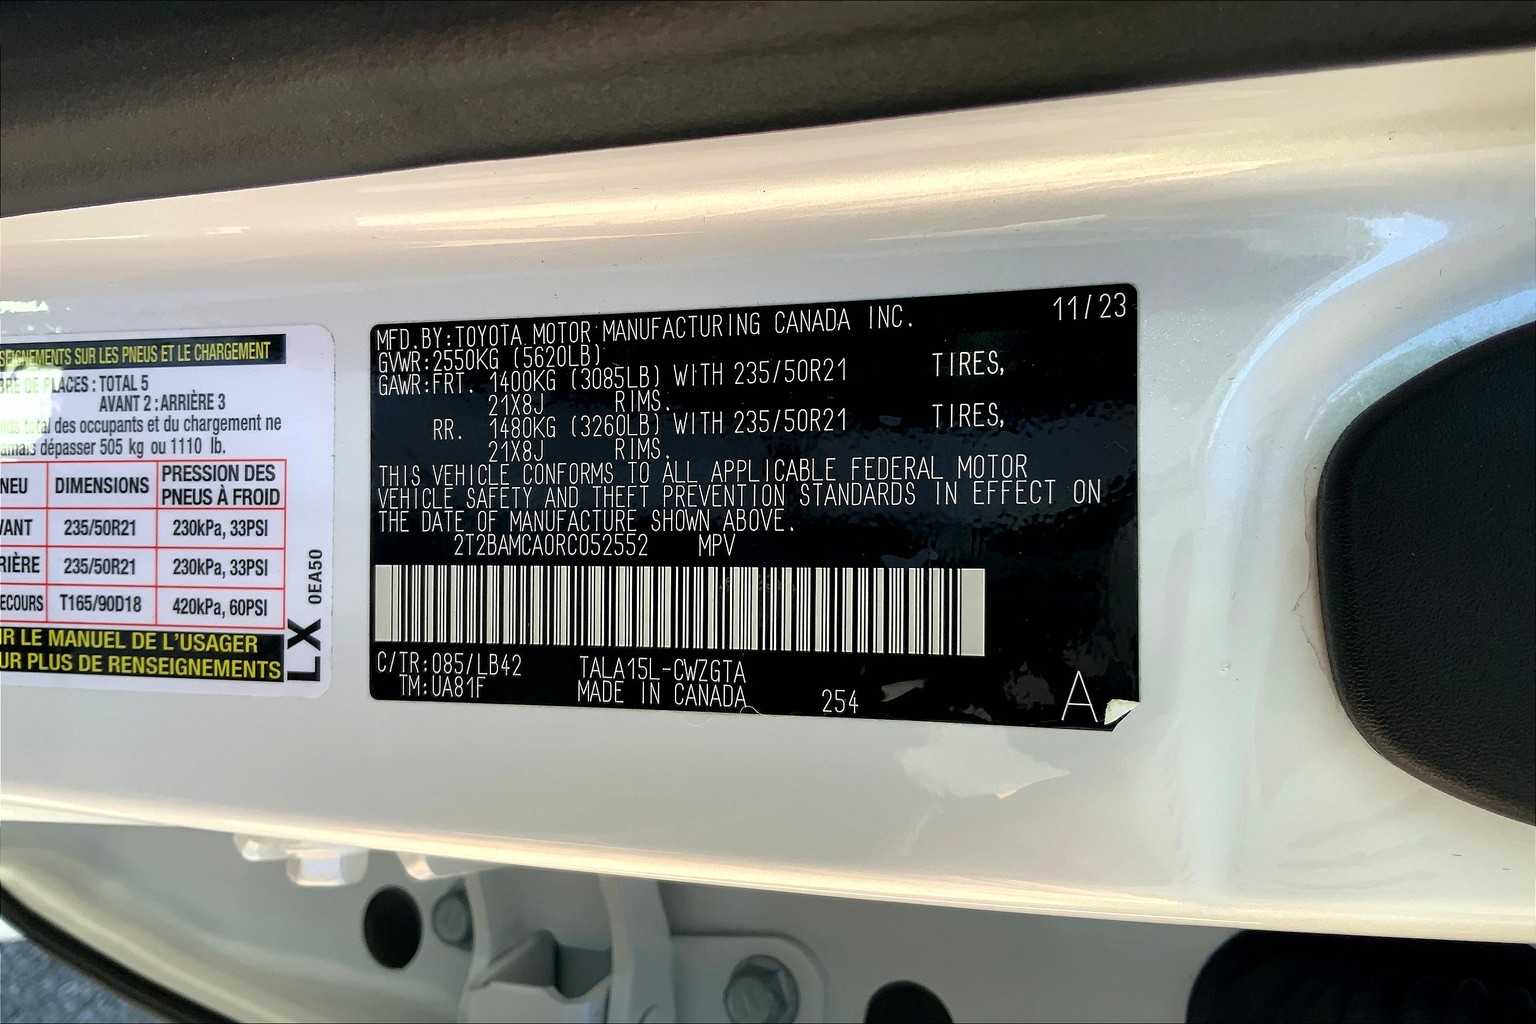 SEIGNEMENTS SUR LES PNEUS ET LE CHARGEMENT
BRE DE PLACES : TOTAL 5
AVANT 2 : ARRIÈRE 3
total des occupants et du chargement ne
amais dépasser 505 kg ou 1110 lb.
NEU DIMENSIONS PRESSION DES PNEUS À FROID
VANT 235/50R21 230kPa, 33PSI
RIÈRE 235/50R21 230kPa, 33PSI
ECOURS T165/90D18 420kPa, 60PSI
IR LE MANUEL DE L'USAGER
UR PLUS DE RENSEIGNEMENTS
LX 0EA50
MFD.BY:TOYOTA MOTOR MANUFACTURING CANADA INC. 11/23
GVWR:2550KG (5620LB)
GAWR:FRT. 1400KG (3085LB) WITH 235/50R21 TIRES,
21X8J RIMS.
RR. 1480KG (3260LB) WITH 235/50R21 TIRES,
21X8J RIMS.
THIS VEHICLE CONFORMS TO ALL APPLICABLE FEDERAL MOTOR
VEHICLE SAFETY AND THEFT PREVENTION STANDARDS IN EFFECT ON
THE DATE OF MANUFACTURE SHOWN ABOVE.
2T2BAMCA0RC052552 MPV
C/TR:085/LB42 TALA15L-CWZGTA
TM:UA81F MADE IN CANADA 254 A